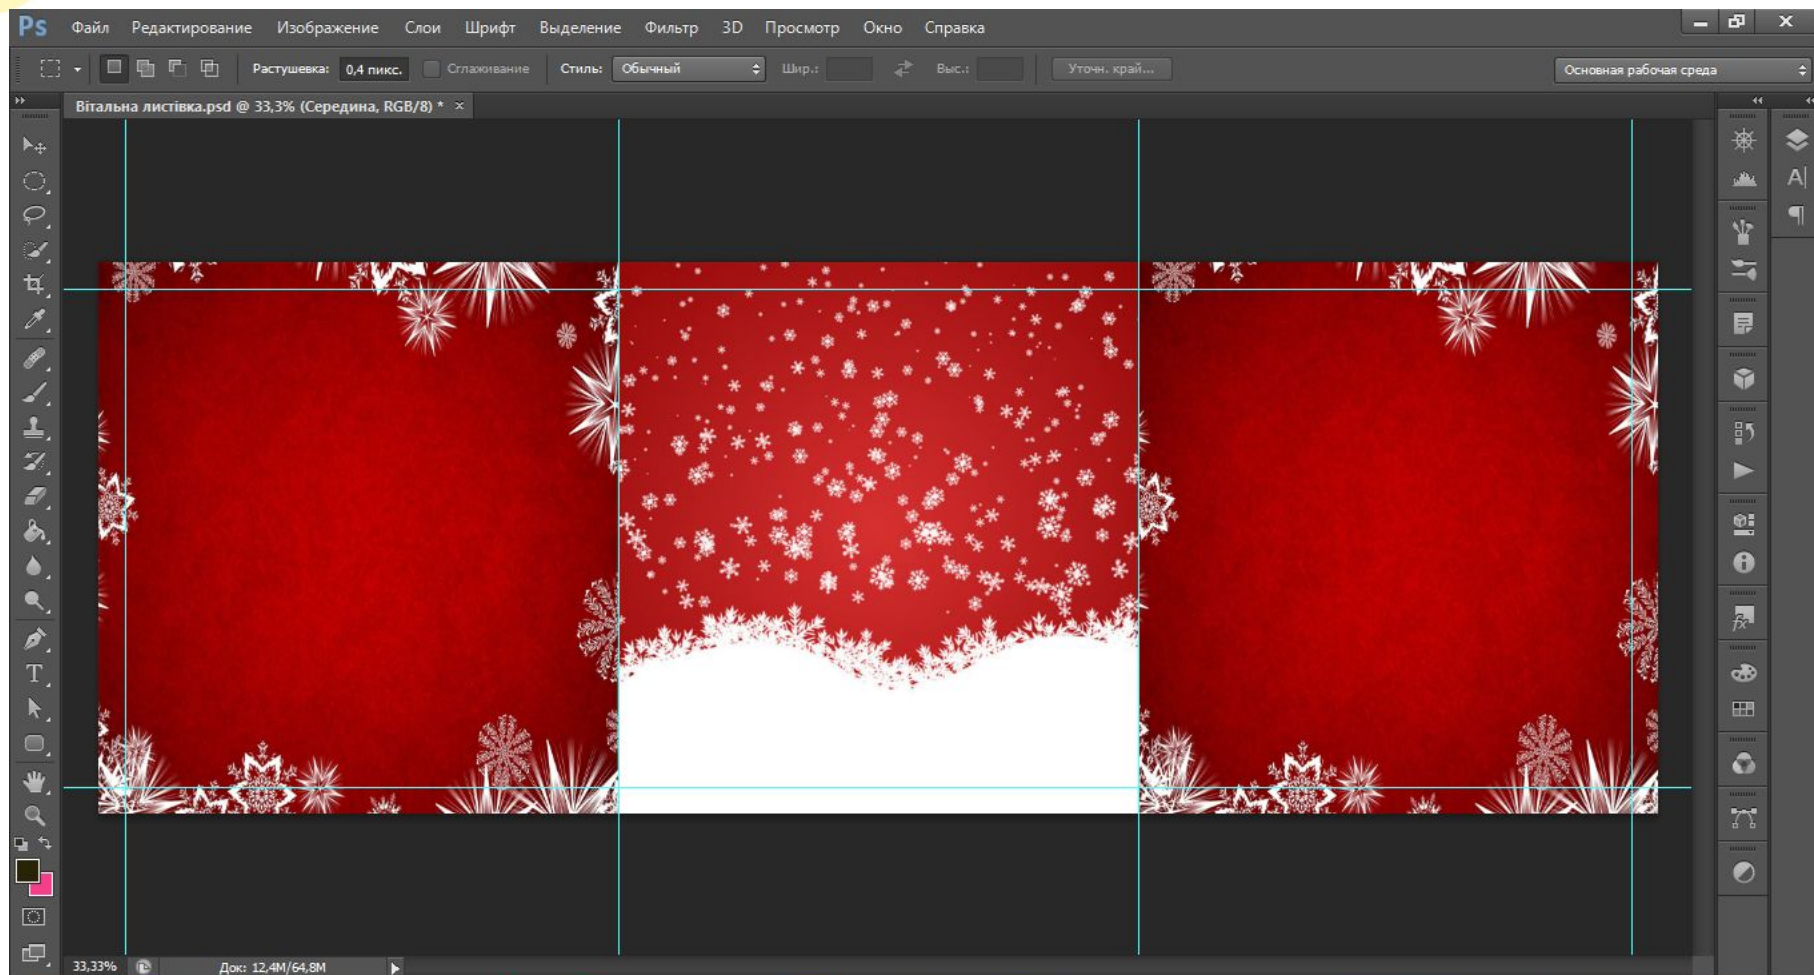 Ps Файл Редактирование Изображение Слои Шрифт Выделение Фильтр 3D Просмотр Окно Справка
Растушевка: 0,4 пикс. Сглаживание Стиль: Обычный Шир.: Выс.: Уточн. край... Основная рабочая среда
Вітальна листівка.psd @ 33,3% (Середина, RGB/8) * ×
33,33% Док: 12,4M/64,8M